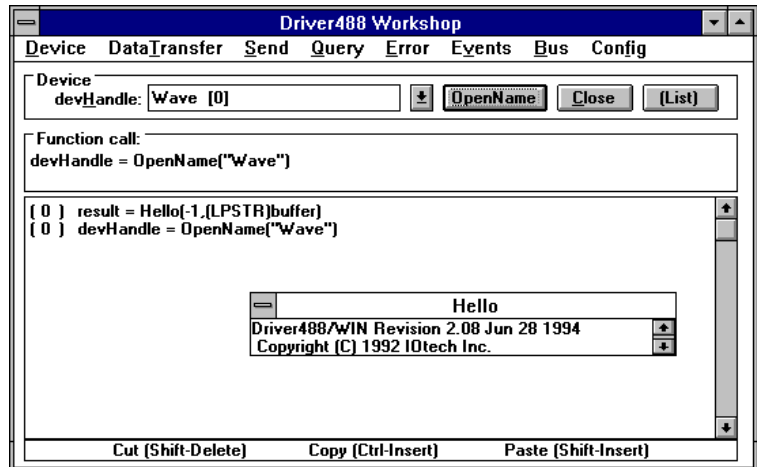 Driver488 Workshop
Device DataTransfer Send Query Error Events Bus Config
Device
devHandle: Wave [0] OpenName Close (List)
Function call:
devHandle = OpenName("Wave")
( 0 ) result = Hello(-1,(LPSTR)buffer)
( 0 ) devHandle = OpenName("Wave")
Hello
Driver488/WIN Revision 2.08 Jun 28 1994
Copyright (C) 1992 IOtech Inc.
Cut (Shift-Delete) Copy (Ctrl-Insert) Paste (Shift-Insert)